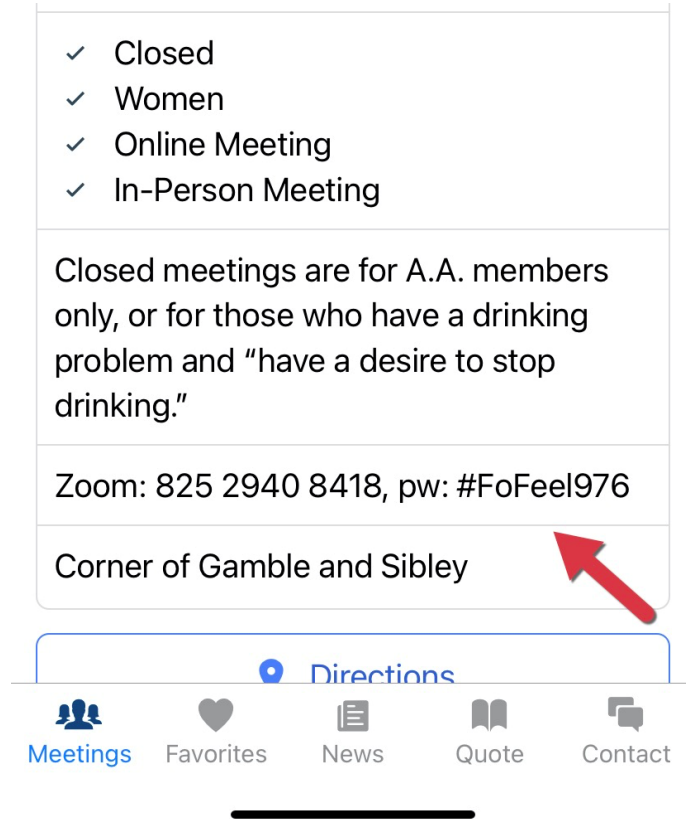 Closed
Women
Online Meeting
In-Person Meeting
Closed meetings are for A.A. members
only, or for those who have a drinking
problem and “have a desire to stop
drinking.”
Zoom: 825 2940 8418, pw: #FoFeel976
Corner of Gamble and Sibley
Directions
Meetings Favorites News Quote Contact